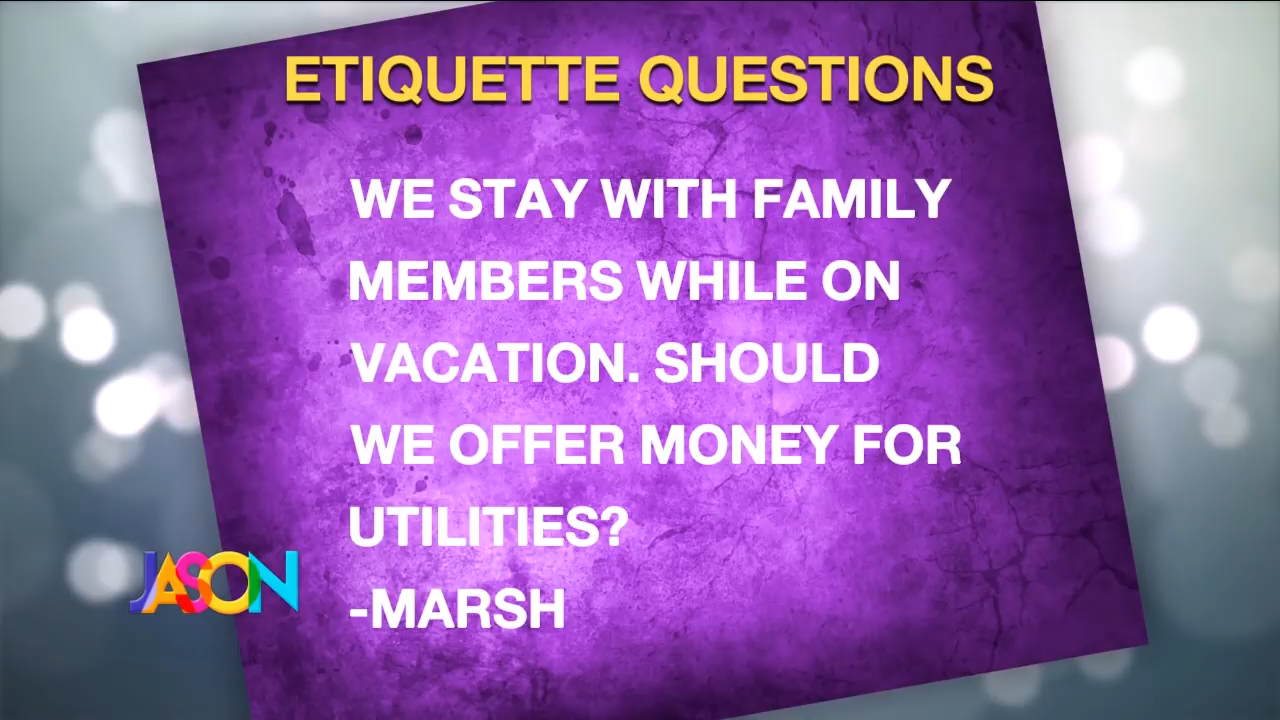 ETIQUETTE QUESTIONS
WE STAY WITH FAMILY
MEMBERS WHILE ON
VACATION. SHOULD
WE OFFER MONEY FOR
UTILITIES?
-MARSH
JASON